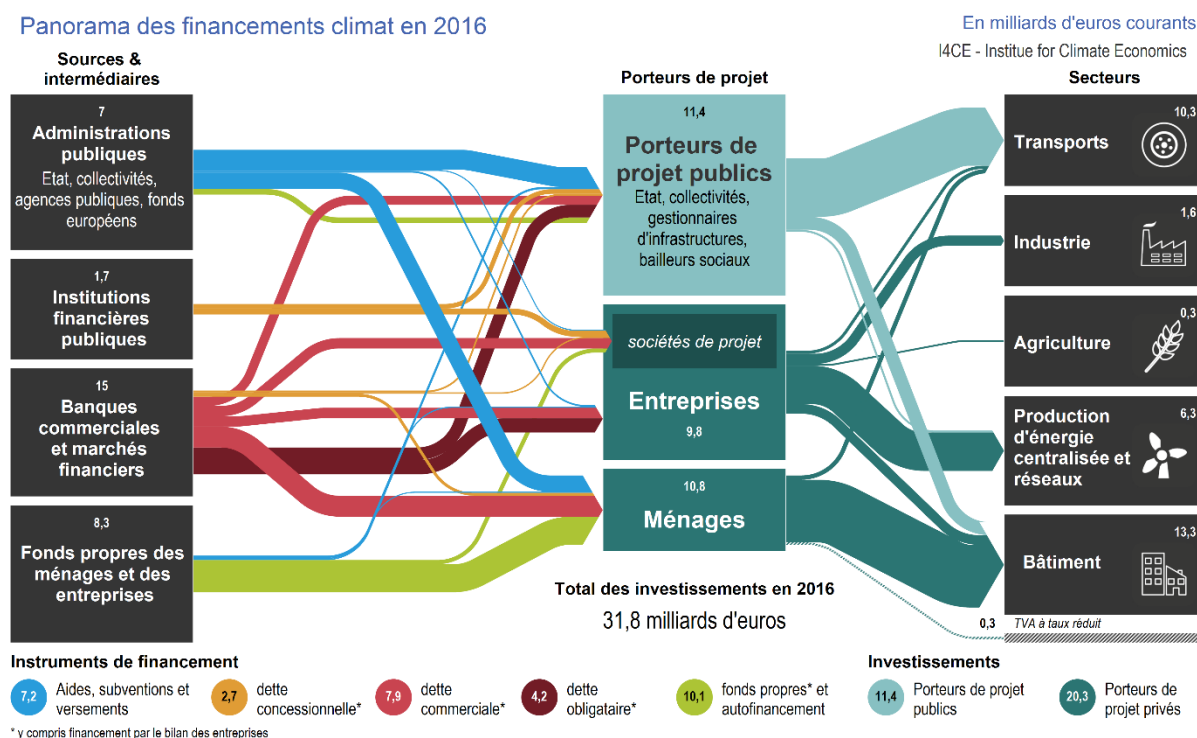 Panorama des financements climat en 2016
En milliards d'euros courants
I4CE - Institue for Climate Economics
Sources &
intermédiaires
Porteurs de projet
Secteurs
7
Administrations
publiques
Etat, collectivités,
agences publiques, fonds
européens
1,7
Institutions
financières
publiques
15
Banques
commerciales
et marchés
financiers
8,3
Fonds propres des
ménages et des
entreprises
11,4
Porteurs de
projet publics
Etat, collectivités,
gestionnaires
d'infrastructures,
bailleurs sociaux
sociétés de projet
Entreprises
9,8
10,8
Ménages
Total des investissements en 2016
31,8 milliards d'euros
10,3
Transports
1,6
Industrie
0,3
Agriculture
6,3
Production
d'énergie
centralisée et
réseaux
13,3
Bâtiment
0,3 TVA à taux réduit
Instruments de financement
7,2 Aides, subventions et
versements
2,7 dette
concessionnelle*
7,9 dette
commerciale*
4,2 dette
obligataire*
10,1 fonds propres* et
autofinancement
Investissements
11,4 Porteurs de projet
publics
20,3 Porteurs de
projet privés
* y compris financement par le bilan des entreprises